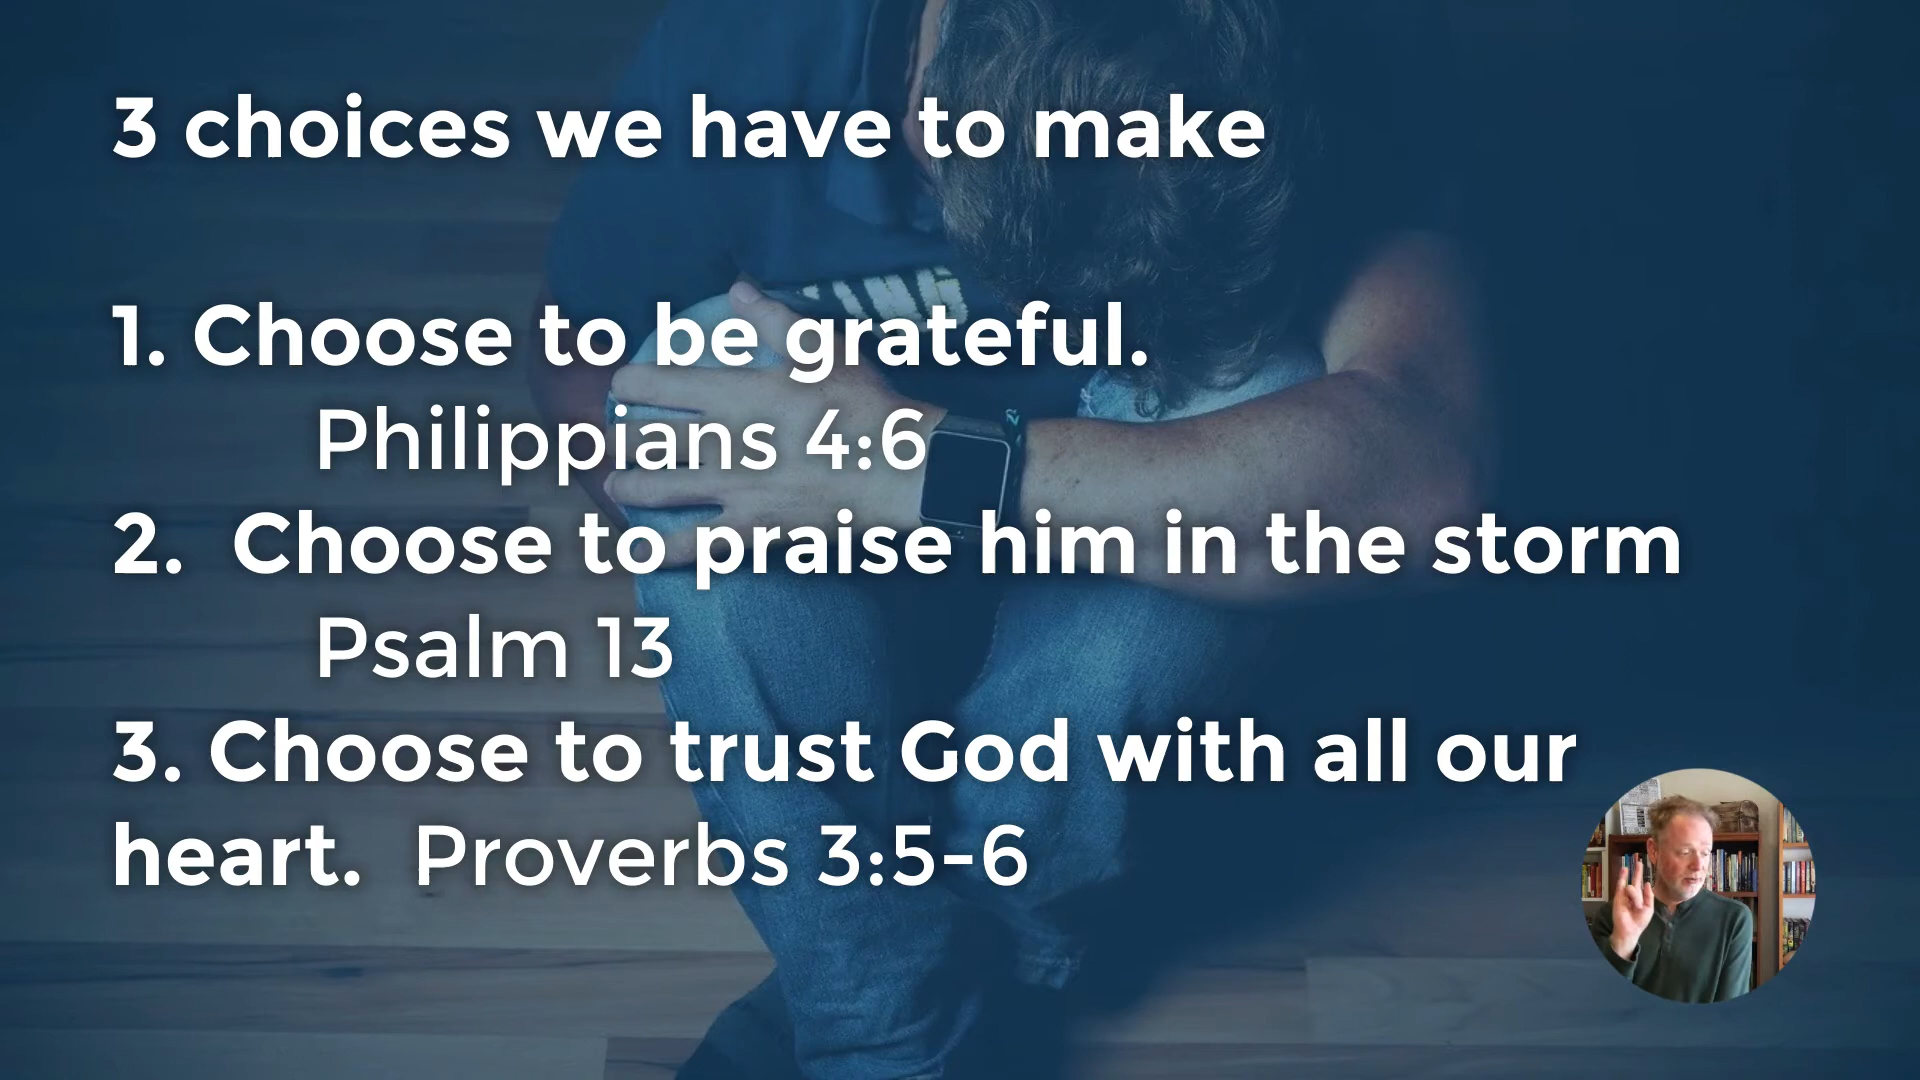 3 choices we have to make
1. Choose to be grateful.
Philippians 4:6
2. Choose to praise him in the storm
Psalm 13
3. Choose to trust God with all our
heart. Proverbs 3:5-6